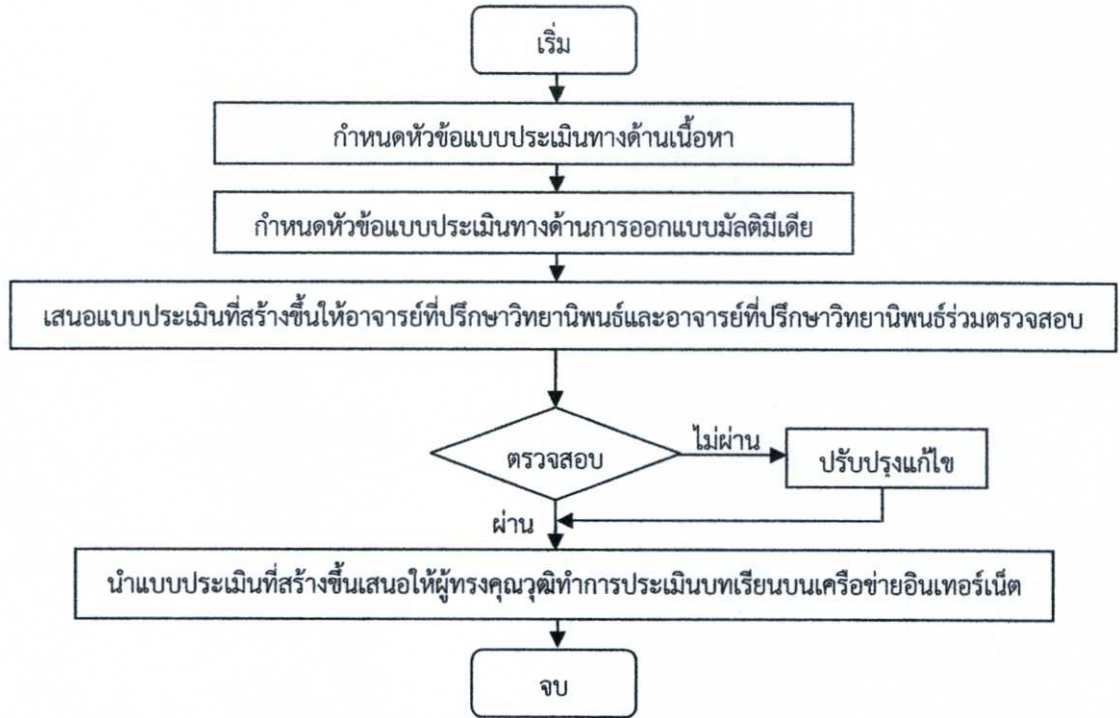 เริ่ม
กำหนดหัวข้อแบบประเมินทางด้านเนื้อหา
กำหนดหัวข้อแบบประเมินทางด้านการออกแบบมัลติมีเดีย
เสนอแบบประเมินที่สร้างขึ้นให้อาจารย์ที่ปรึกษาวิทยานิพนธ์และอาจารย์ที่ปรึกษาวิทยานิพนธ์ร่วมตรวจสอบ
ตรวจสอบ
ไม่ผ่าน
ปรับปรุงแก้ไข
ผ่าน
นำแบบประเมินที่สร้างขึ้นเสนอให้ผู้ทรงคุณวุฒิทำการประเมินบทเรียนบนเครือข่ายอินเทอร์เน็ต
จบ